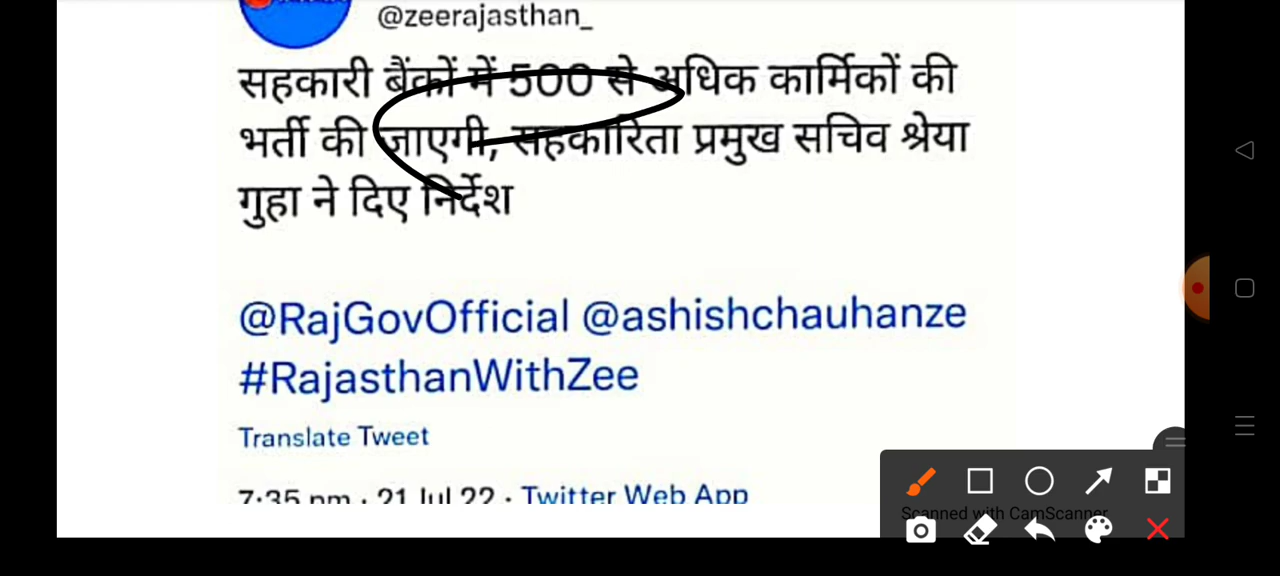 @zeerajasthan_
सहकारी बैंकों में 500 से अधिक कार्मिकों की
भर्ती की जाएगी, सहकारिता प्रमुख सचिव श्रेया
गुहा ने दिए निर्देश
@RajGovOfficial @ashishchauhanze
#RajasthanWithZee
Translate Tweet
7:35 pm · 21 Jul 22 · Twitter Web App
Scanned with CamScanner